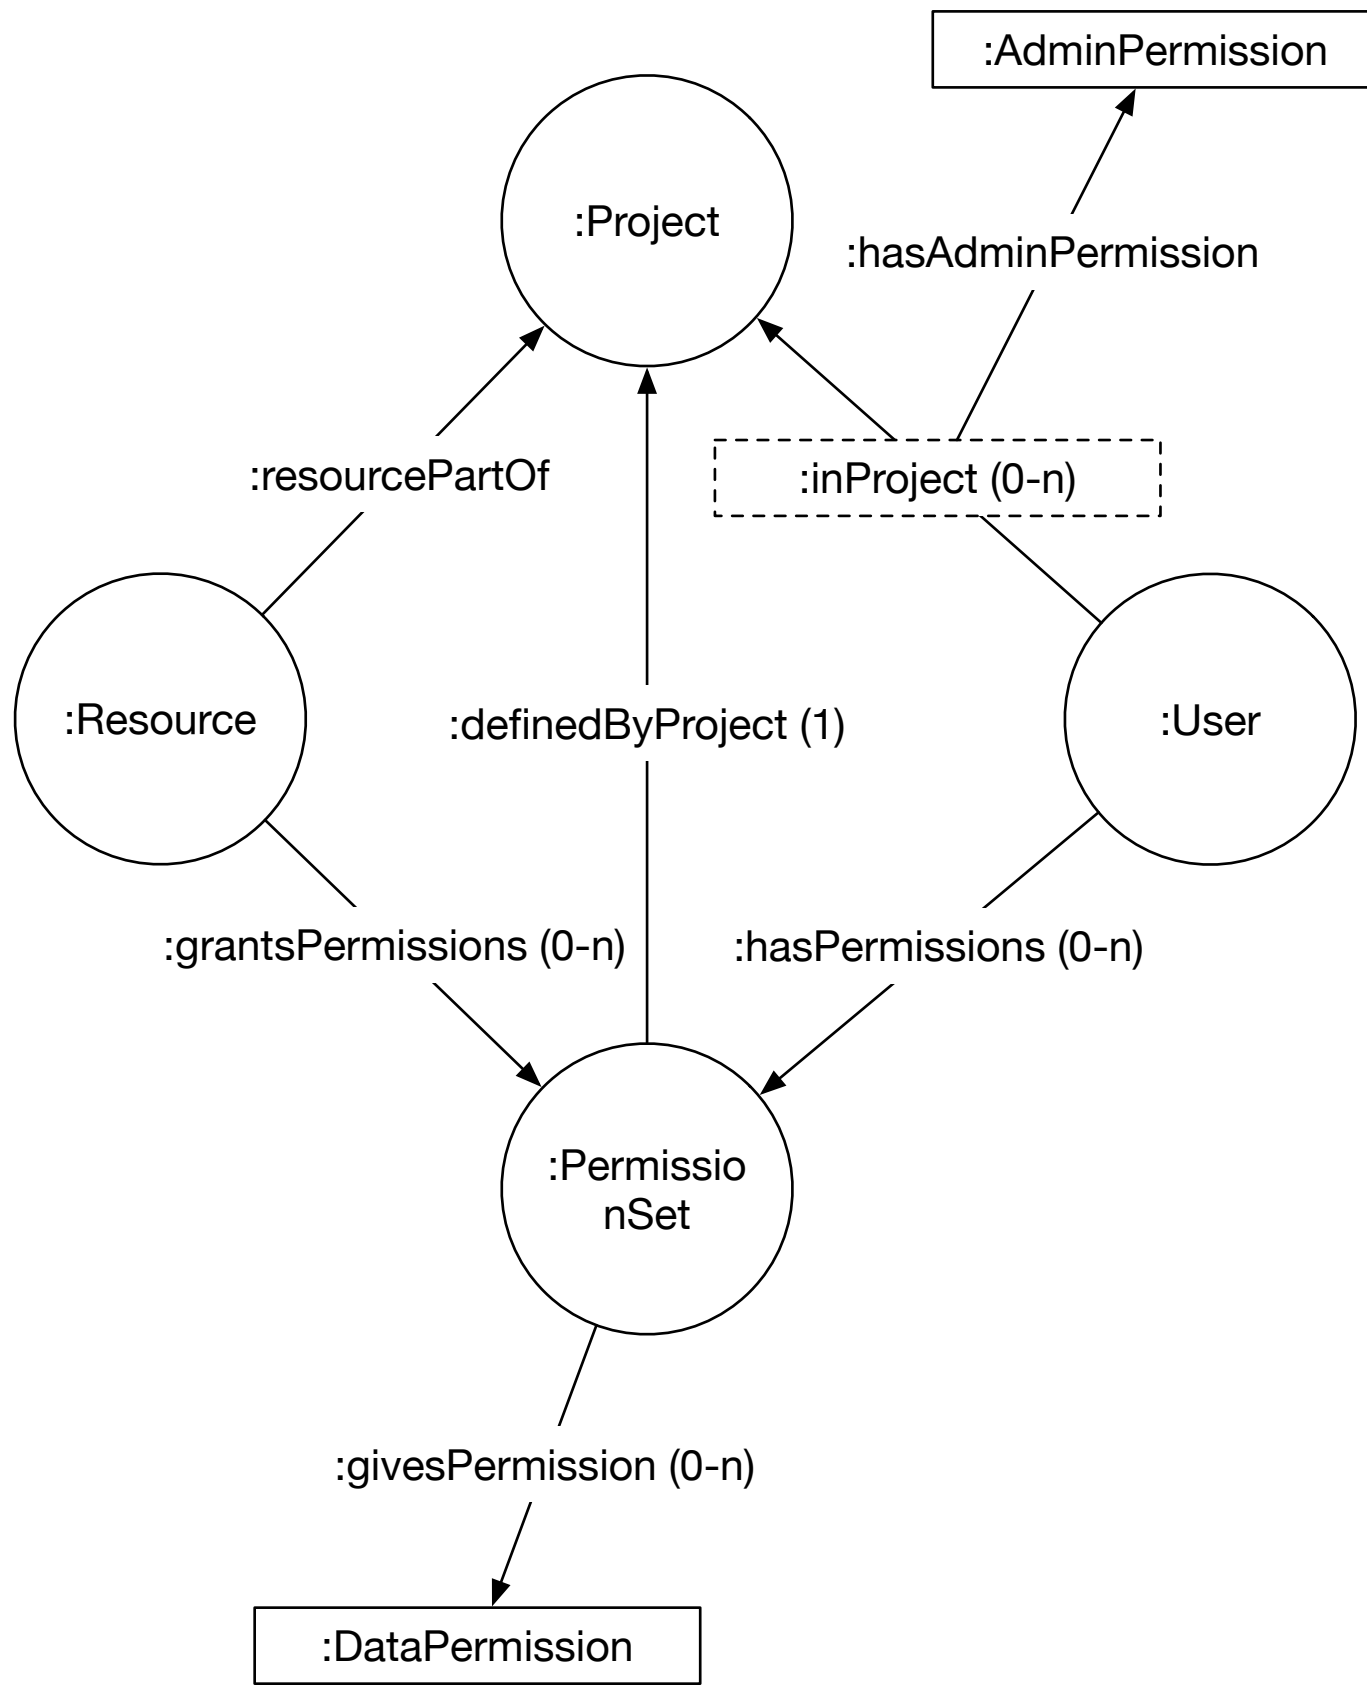 :AdminPermission
:Project
:hasAdminPermission
:resourcePartOf
:inProject (0-n)
:Resource
:definedByProject (1)
:User
:grantsPermissions (0-n)
:hasPermissions (0-n)
:Permissio
nSet
:givesPermission (0-n)
:DataPermission